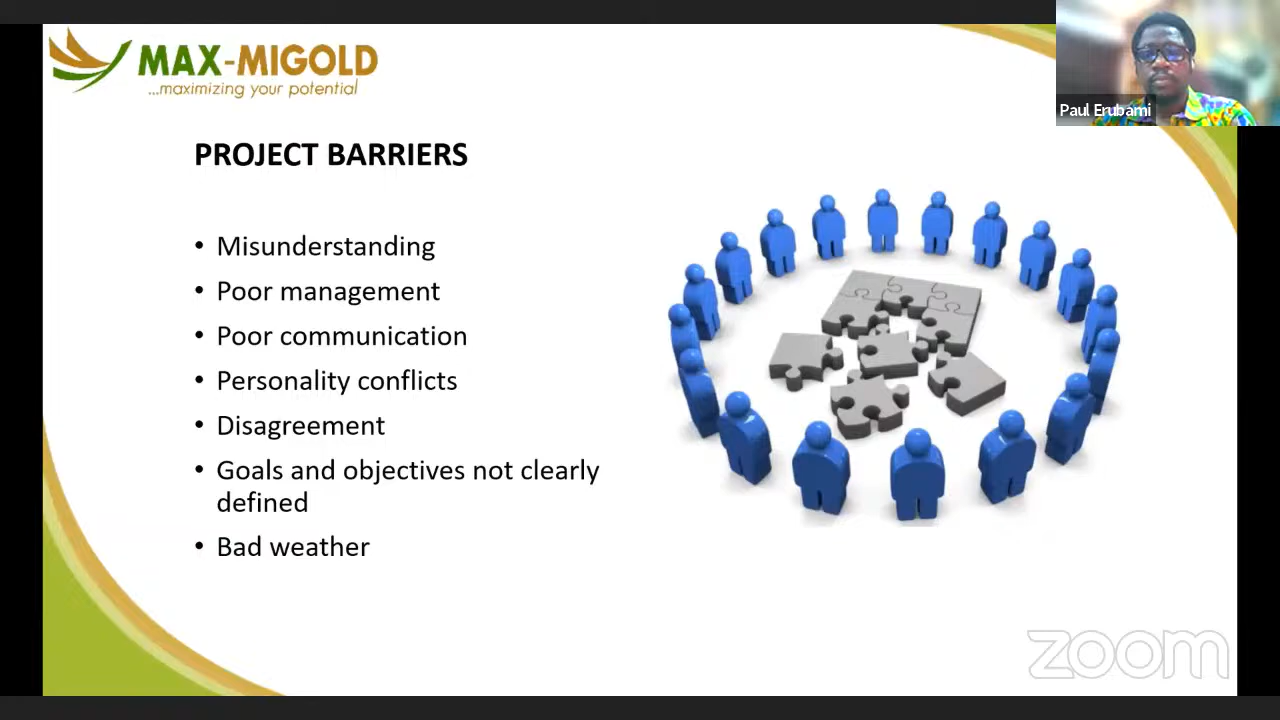 MAX-MIGOLD
...maximizing your potential
Paul Erubami
PROJECT BARRIERS
• Misunderstanding
• Poor management
• Poor communication
• Personality conflicts
• Disagreement
• Goals and objectives not clearly
defined
• Bad weather
zoom